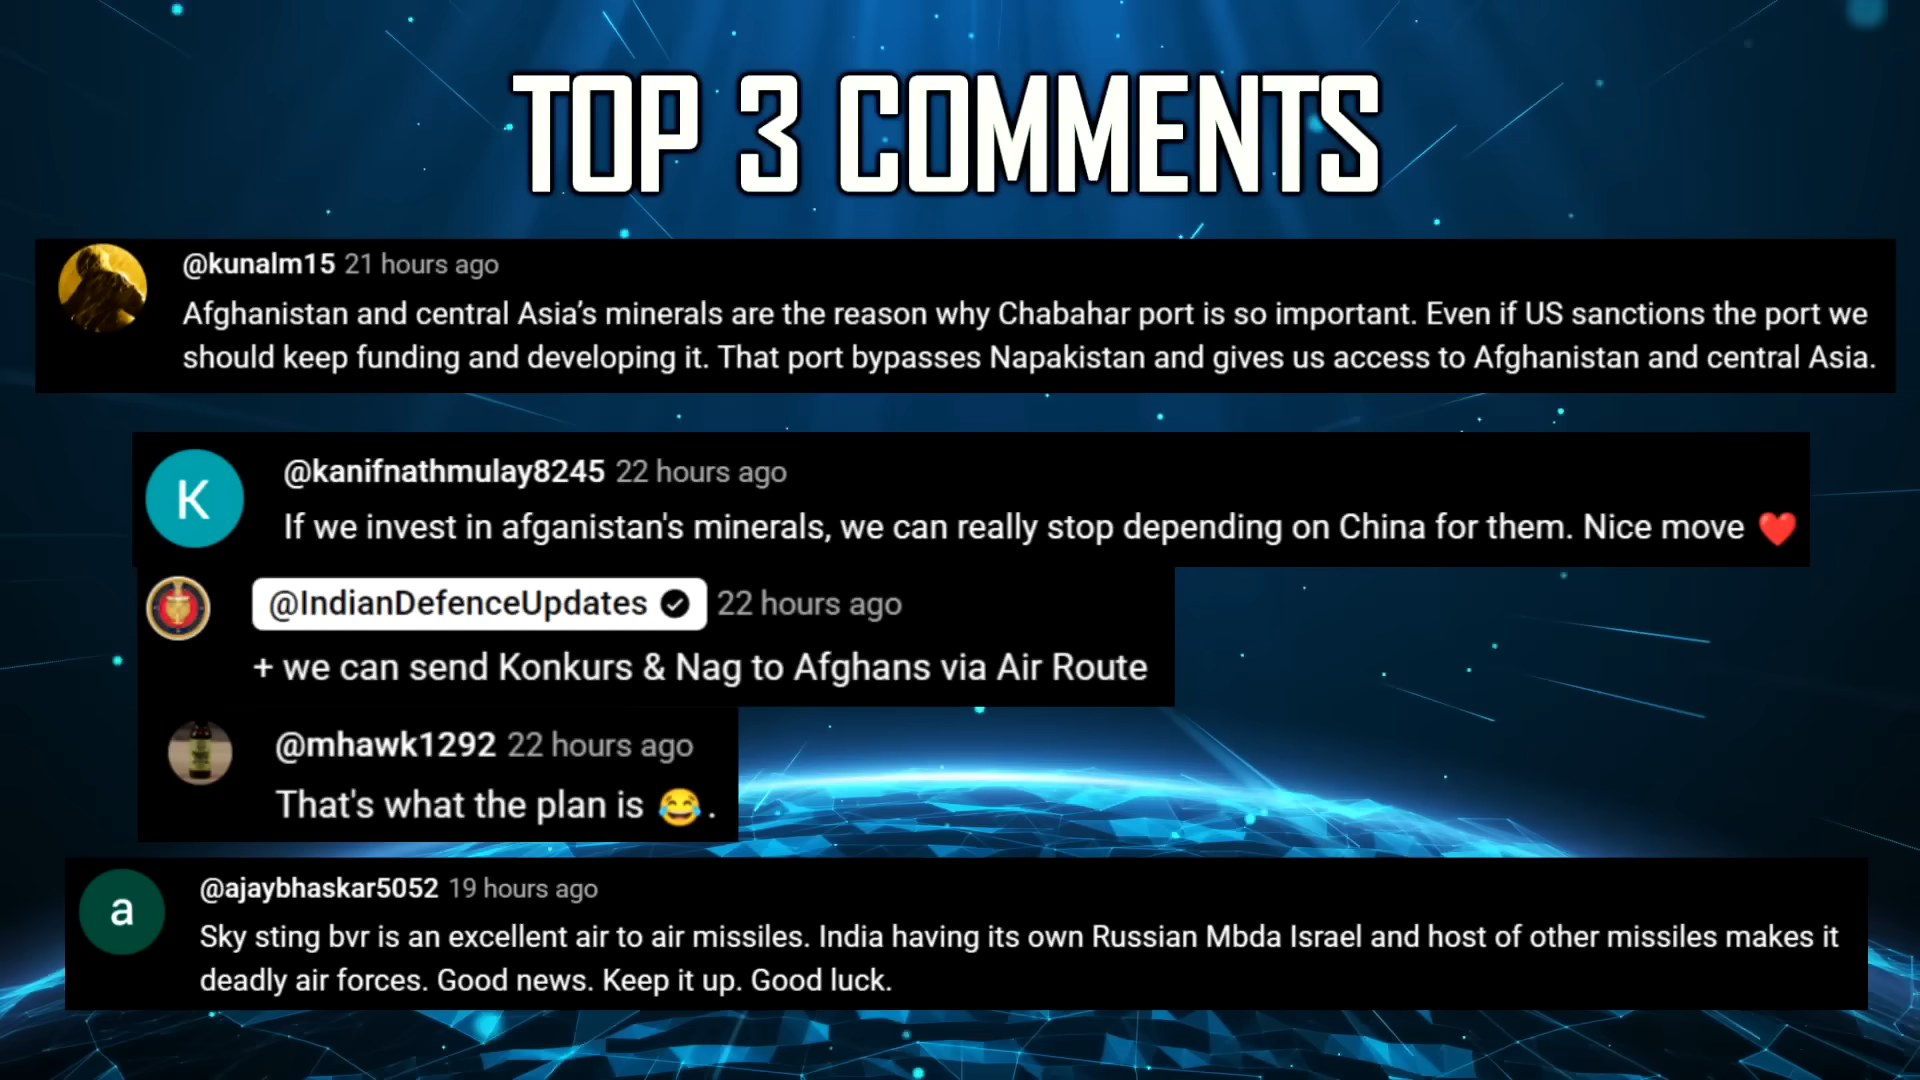 TOP 3 COMMENTS
@kunalm15 21 hours ago
Afghanistan and central Asia’s minerals are the reason why Chabahar port is so important. Even if US sanctions the port we
should keep funding and developing it. That port bypasses Napakistan and gives us access to Afghanistan and central Asia.
K
@kanifnathmulay8245 22 hours ago
If we invest in afganistan's minerals, we can really stop depending on China for them. Nice move ❤️
@IndianDefenceUpdates 22 hours ago
+ we can send Konkurs & Nag to Afghans via Air Route
@mhawk1292 22 hours ago
That's what the plan is 😂.
a
@ajaybhaskar5052 19 hours ago
Sky sting bvr is an excellent air to air missiles. India having its own Russian Mbda Israel and host of other missiles makes it
deadly air forces. Good news. Keep it up. Good luck.